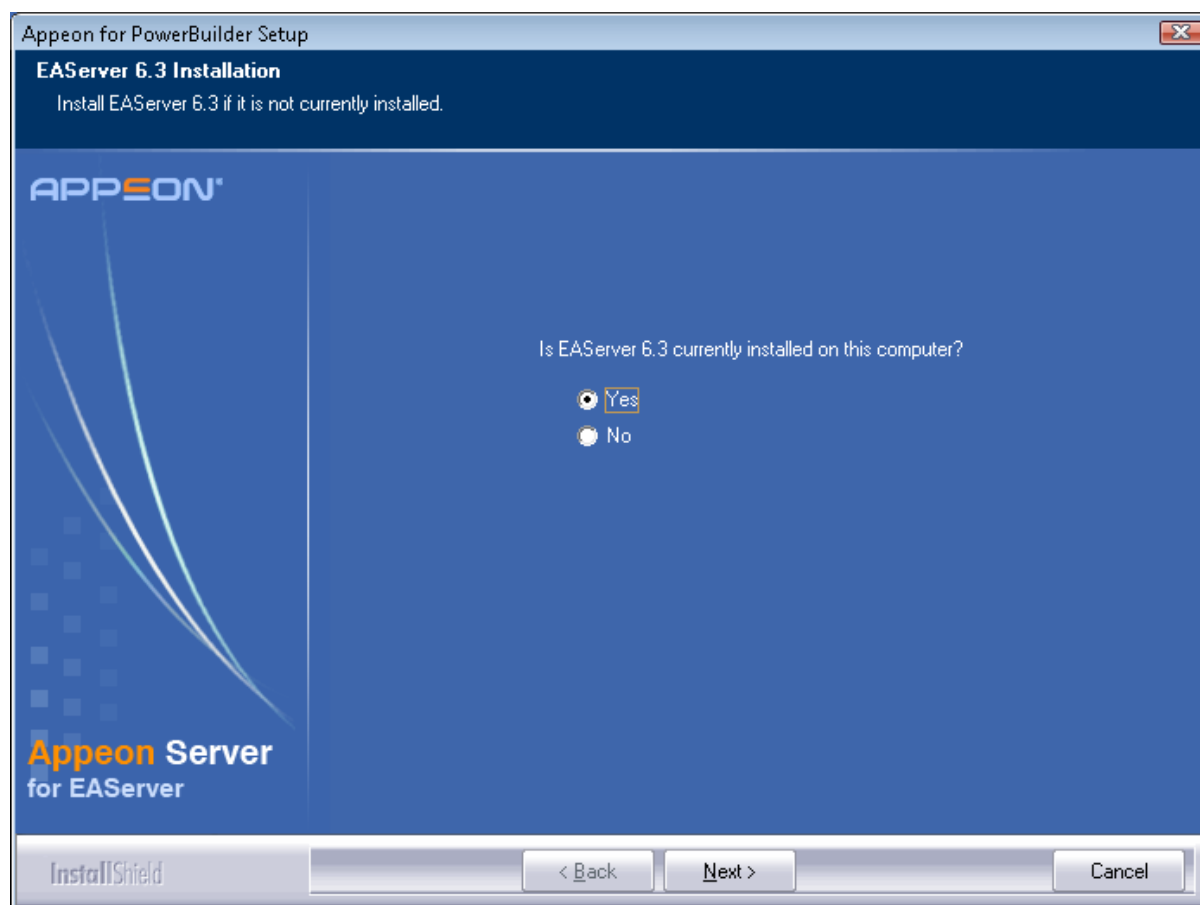 Appeon for PowerBuilder Setup
EAServer 6.3 Installation
Install EAServer 6.3 if it is not currently installed.
APPEON
Is EAServer 6.3 currently installed on this computer?
Yes
No
Appeon Server
for EAServer
InstallShield
< Back
Next >
Cancel